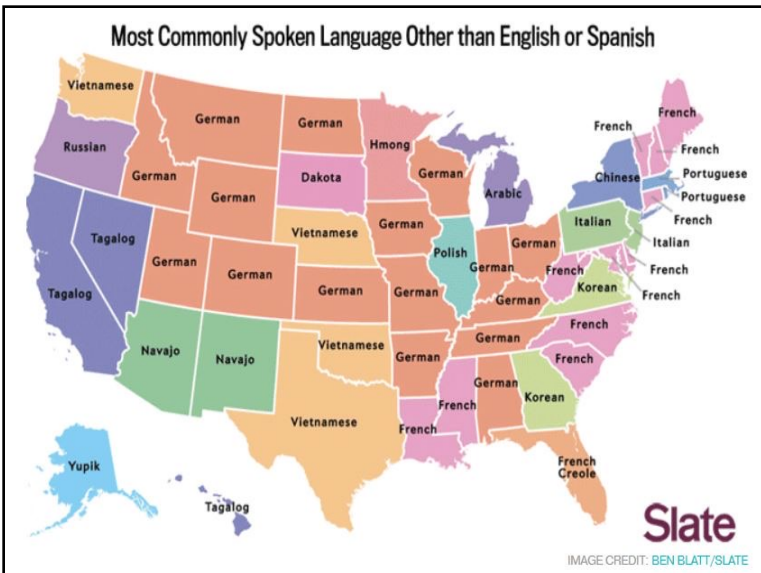 Most Commonly Spoken Language Other than English or Spanish
Vietnamese
German
German
Hmong
French
French
Russian
German
Dakota
German
Arabic
Chinese
French
Portuguese
Portuguese
German
Vietnamese
German
Polish
Italian
French
Italian
Tagalog
German
German
German
German
German
German
French
Korean
French
French
Tagalog
German
French
Navajo
Navajo
Vietnamese
German
German
French
German
Korean
French
Vietnamese
French
Yupik
Tagalog
French
Creole
Slate
IMAGE CREDIT: BEN BLATT/SLATE